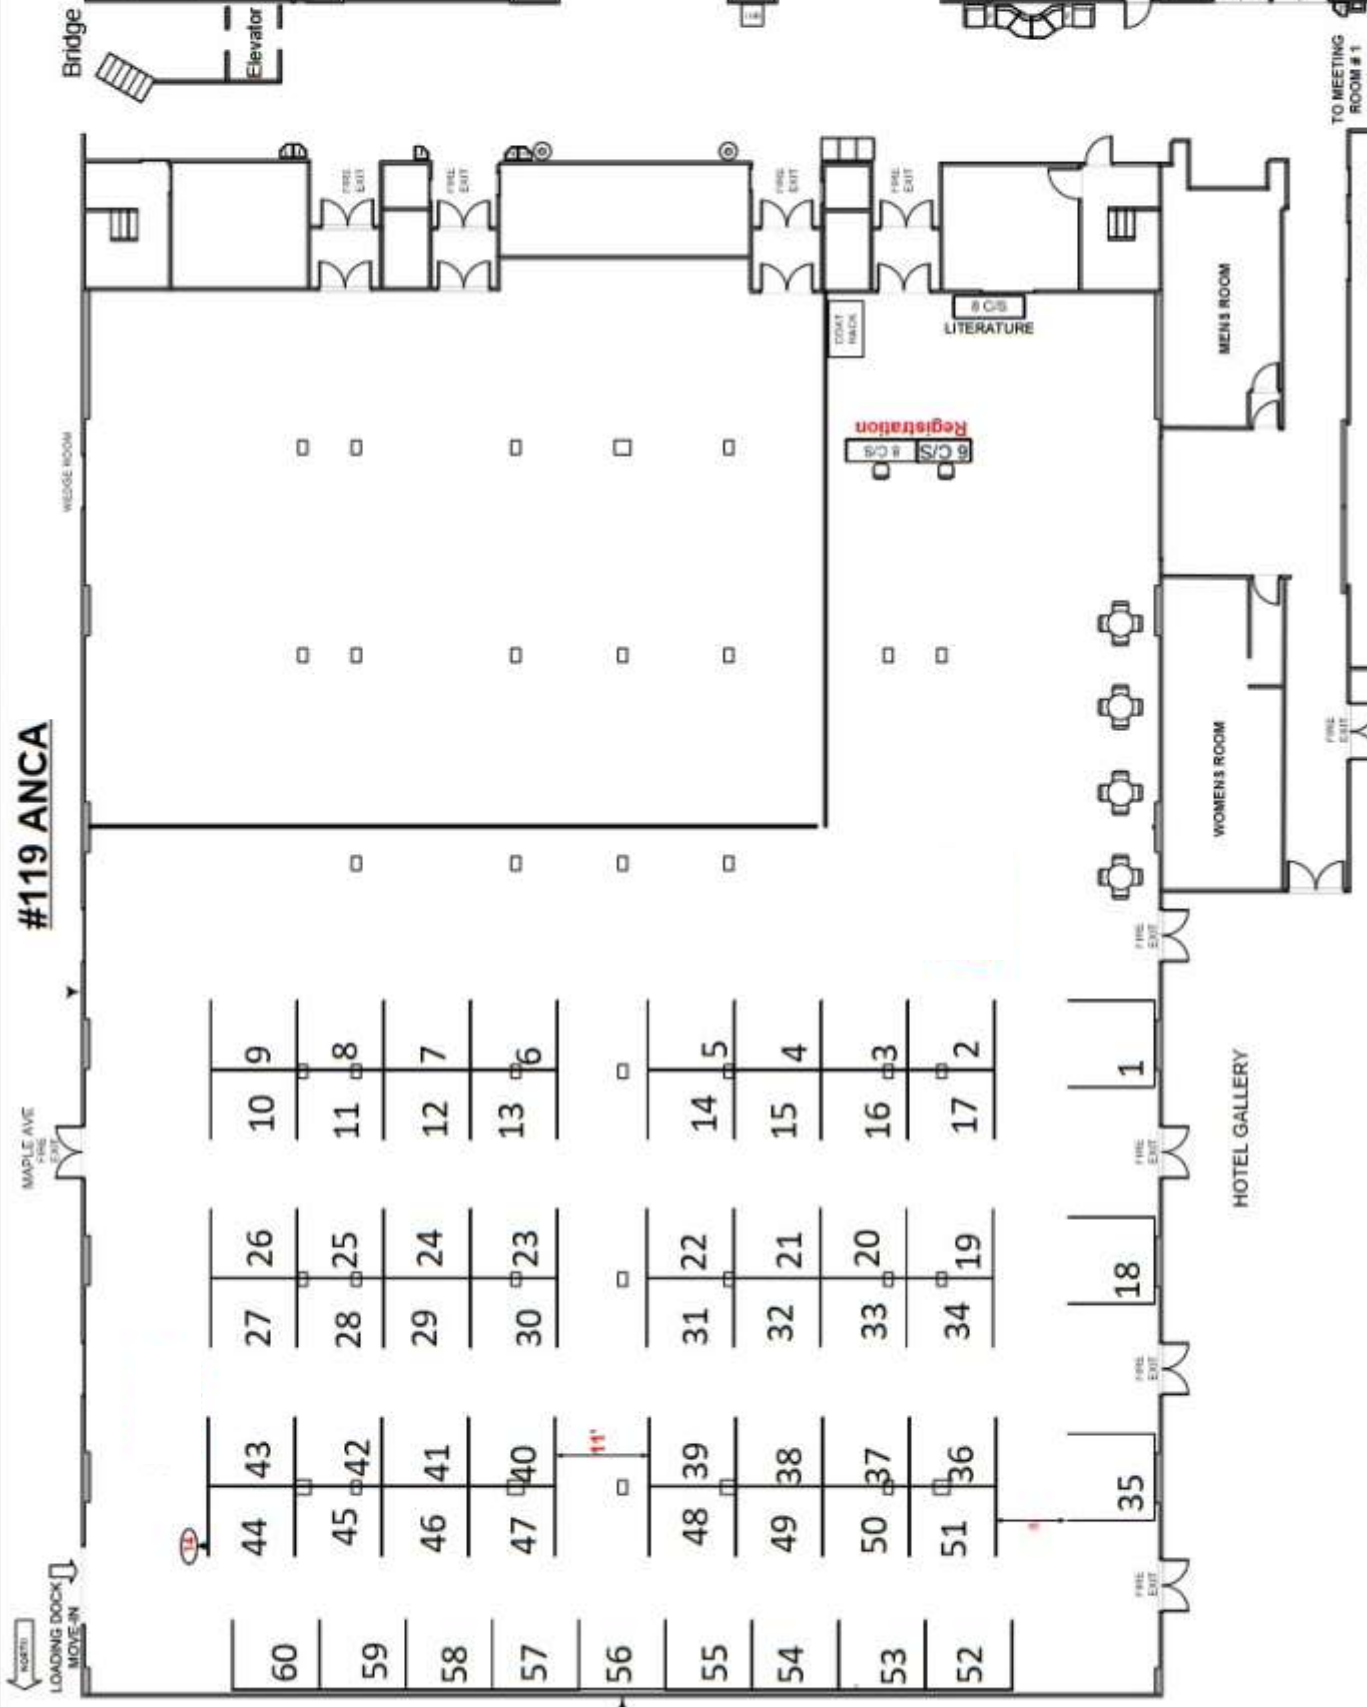 Bridge
Elevator
TO MEETING
ROOM # 1
FIRE
EXIT
FIRE
EXIT
FIRE
EXIT
FIRE
EXIT
8 C/S
LITERATURE
COAT
RACK
MENS ROOM
Registration
8 C/S
6 C/S
WEDGE ROOM
#119 ANCA
WOMENS ROOM
FIRE
EXIT
FIRE
EXIT
9 8 7 6 5 4 3 2 1
10 11 12 13 14 15 16 17
MAPLE AVE
FIRE
EXIT
FIRE
EXIT
HOTEL GALLERY
26 25 24 23 22 21 20 19 18
27 28 29 30 31 32 33 34
FIRE
EXIT
43 42 41 40 11' 39 38 37 36 35
44 45 46 47 48 49 50 51
14
FIRE
EXIT
LOADING DOCK
MOVE-IN
NORTH
60 59 58 57 56 55 54 53 52